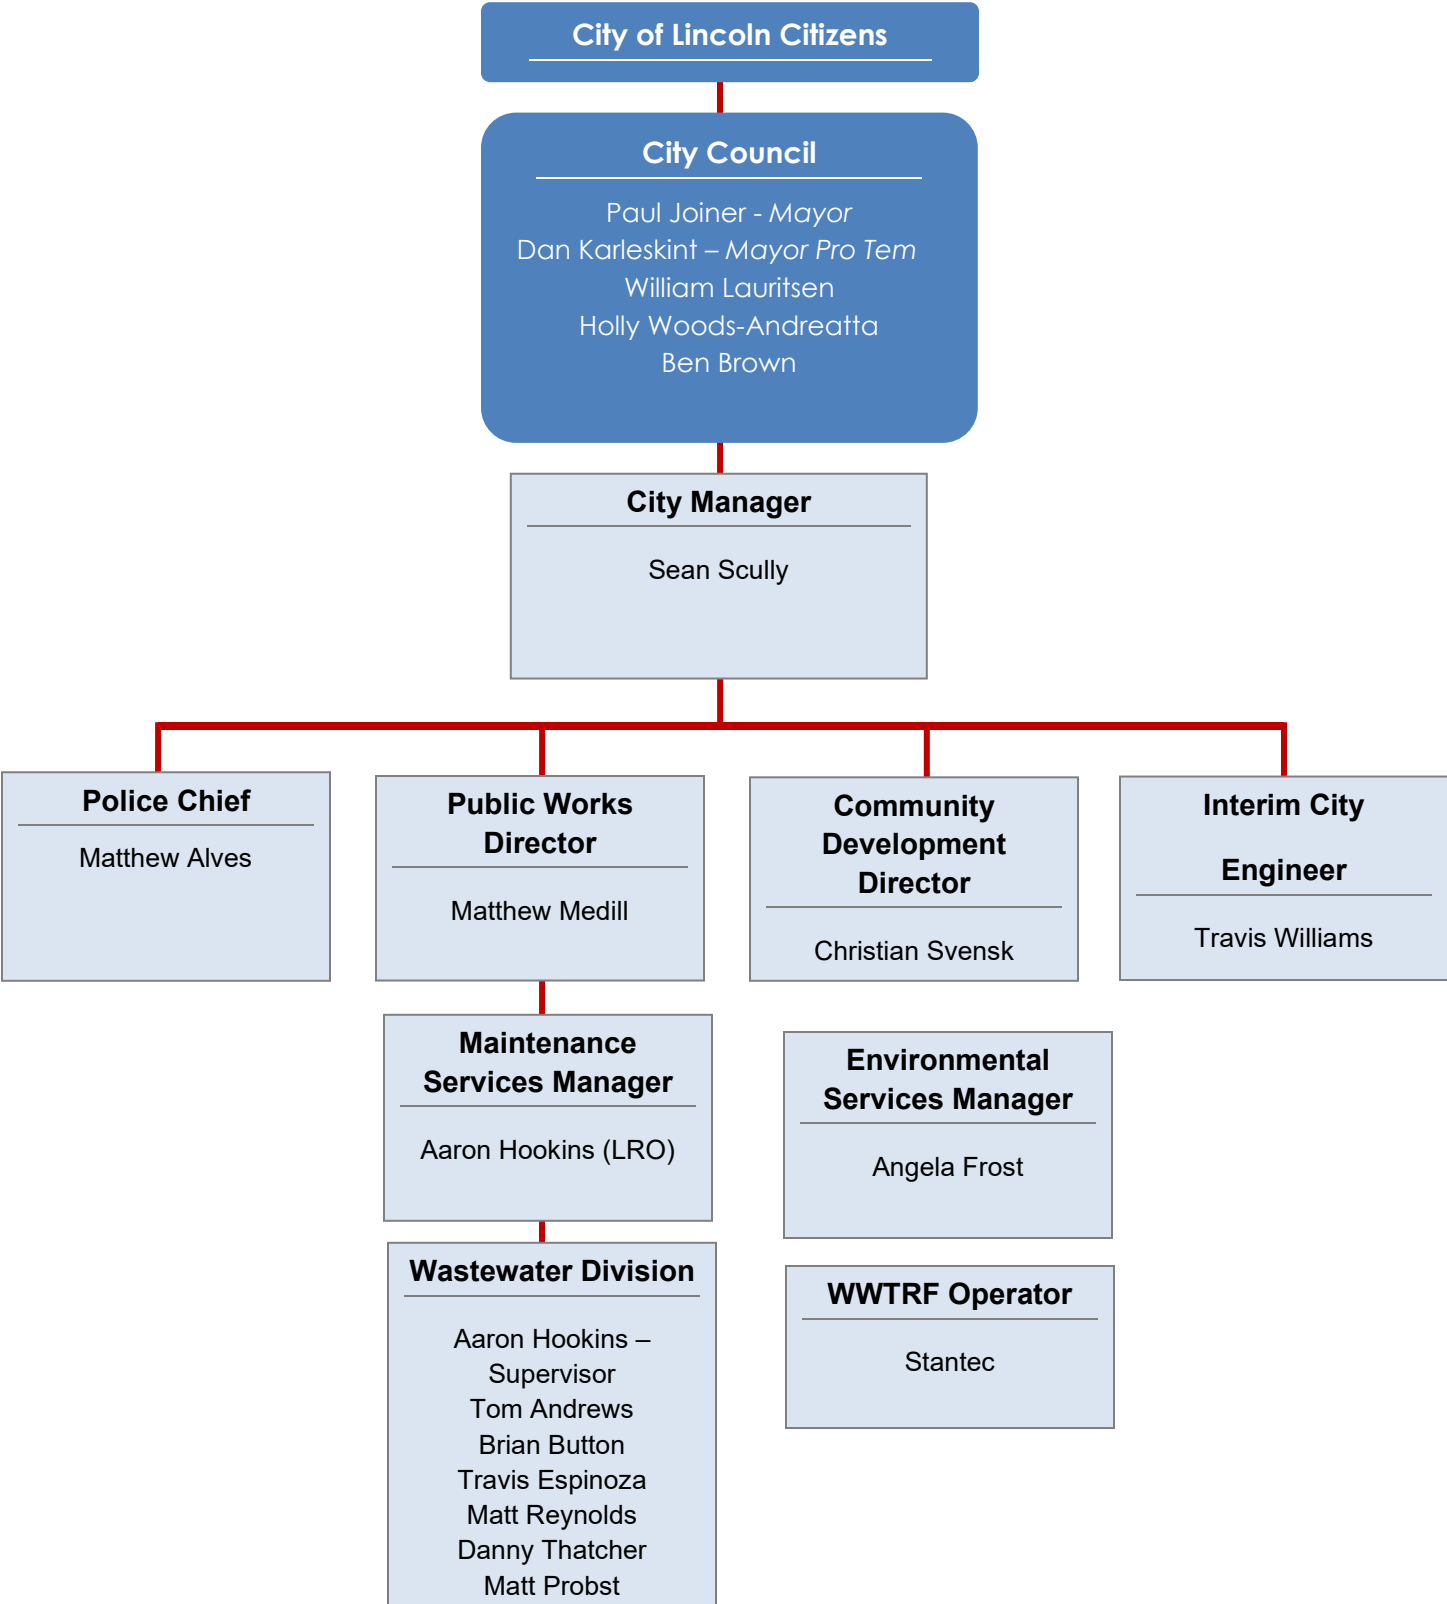 City of Lincoln Citizens
City Council
Paul Joiner - Mayor
Dan Karleskint – Mayor Pro Tem
William Lauritsen
Holly Woods-Andreatta
Ben Brown
City Manager
Sean Scully
Police Chief
Matthew Alves
Public Works
Director
Matthew Medill
Community
Development
Director
Christian Svensk
Interim City
Engineer
Travis Williams
Maintenance
Services Manager
Aaron Hookins (LRO)
Environmental
Services Manager
Angela Frost
Wastewater Division
Aaron Hookins –
Supervisor
Tom Andrews
Brian Button
Travis Espinoza
Matt Reynolds
Danny Thatcher
Matt Probst
WWTRF Operator
Stantec